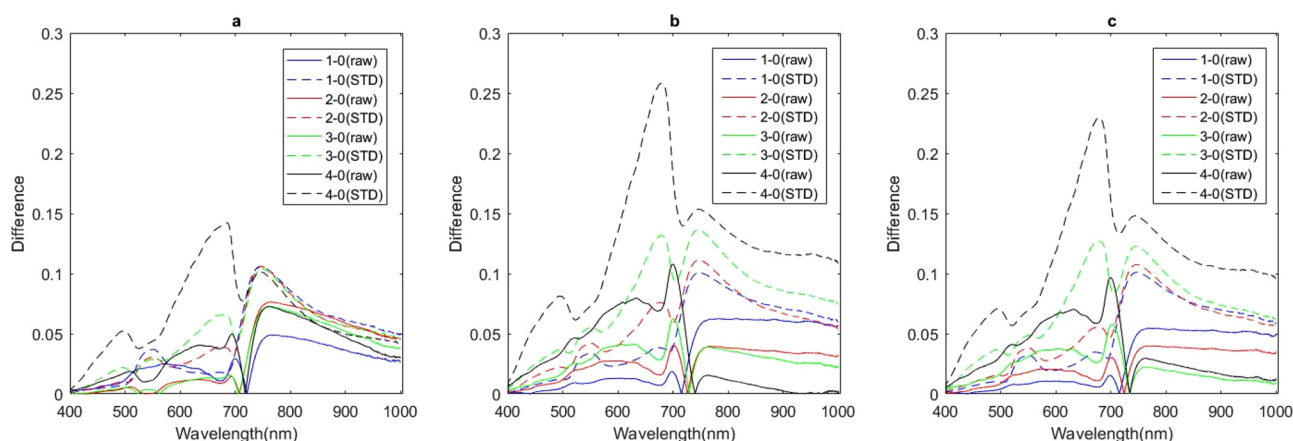 a
0.3
0.25
0.2
0.15
0.1
0.05
0
Difference
400 500 600 700 800 900 1000
Wavelength(nm)
1-0(raw)
1-0(STD)
2-0(raw)
2-0(STD)
3-0(raw)
3-0(STD)
4-0(raw)
4-0(STD)
b
0.3
0.25
0.2
0.15
0.1
0.05
0
Difference
400 500 600 700 800 900 1000
Wavelength(nm)
1-0(raw)
1-0(STD)
2-0(raw)
2-0(STD)
3-0(raw)
3-0(STD)
4-0(raw)
4-0(STD)
c
0.3
0.25
0.2
0.15
0.1
0.05
0
Difference
400 500 600 700 800 900 1000
Wavelength(nm)
1-0(raw)
1-0(STD)
2-0(raw)
2-0(STD)
3-0(raw)
3-0(STD)
4-0(raw)
4-0(STD)